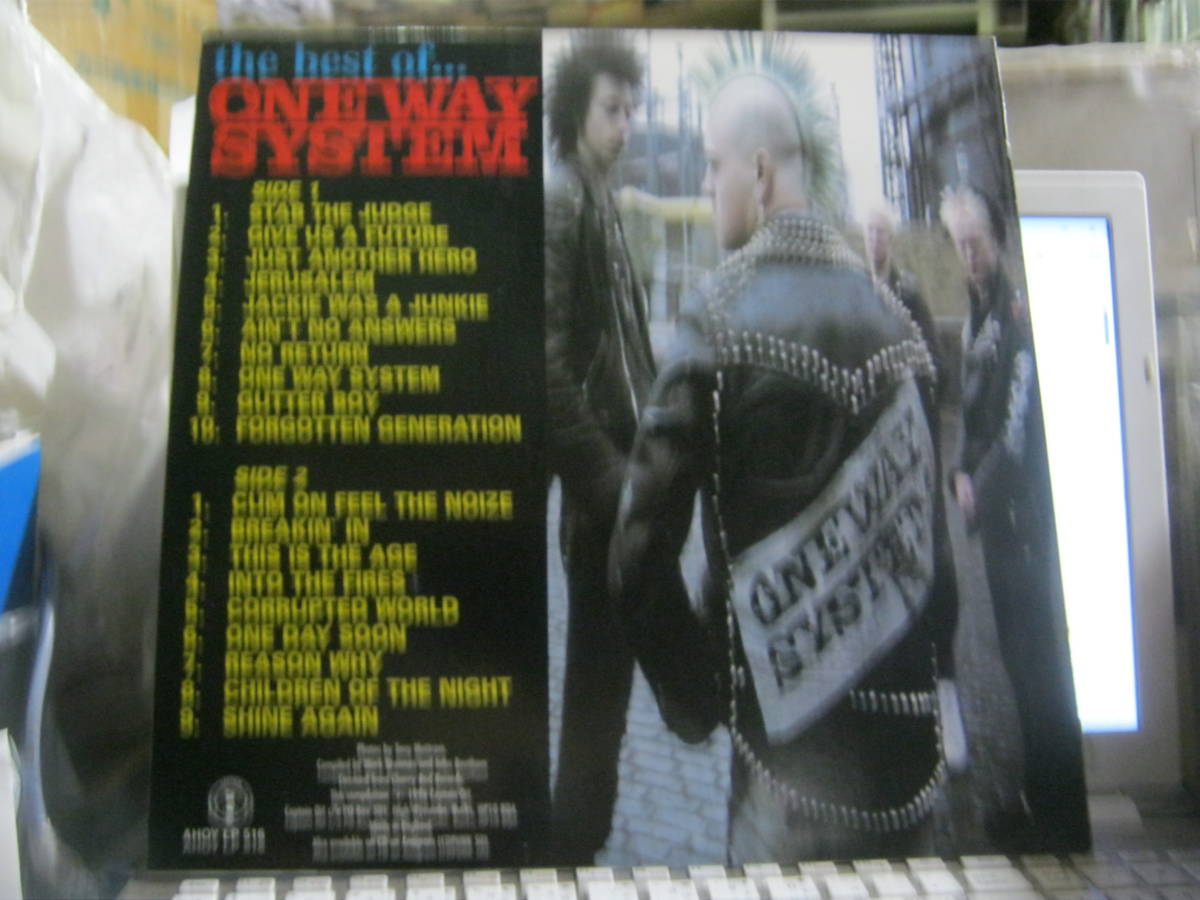 the best of...
ONE WAY
SYSTEM
SIDE 1
1. STAB THE JUDGE
2. GIVE US A FUTURE
3. JUST ANOTHER HERO
4. JERUSALEM
5. JACKIE WAS A JUNKIE
6. AIN'T NO ANSWERS
7. NO RETURN
8. ONE WAY SYSTEM
9. GUTTER BOY
10. FORGOTTEN GENERATION
SIDE 2
1. CUM ON FEEL THE NOIZE
2. BREAKIN' IN
3. THIS IS THE AGE
4. INTO THE FIRES
5. CORRUPTED WORLD
6. ONE DAY SOON
7. REASON WHY
8. CHILDREN OF THE NIGHT
9. SHINE AGAIN
AHOY LP 516
ONE WAY
SYSTEM